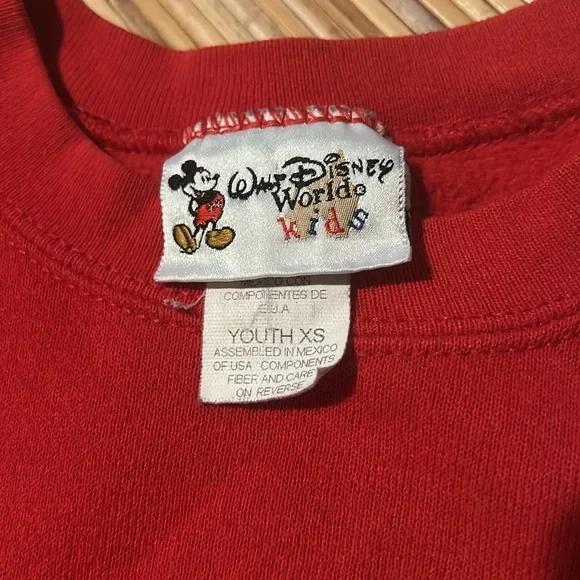 Walt Disney
World®
kids
COMPONENTES DE
E.U.A
YOUTH XS
ASSEMBLED IN MEXICO
OF USA COMPONENTS
FIBER AND CARE
ON REVERSE